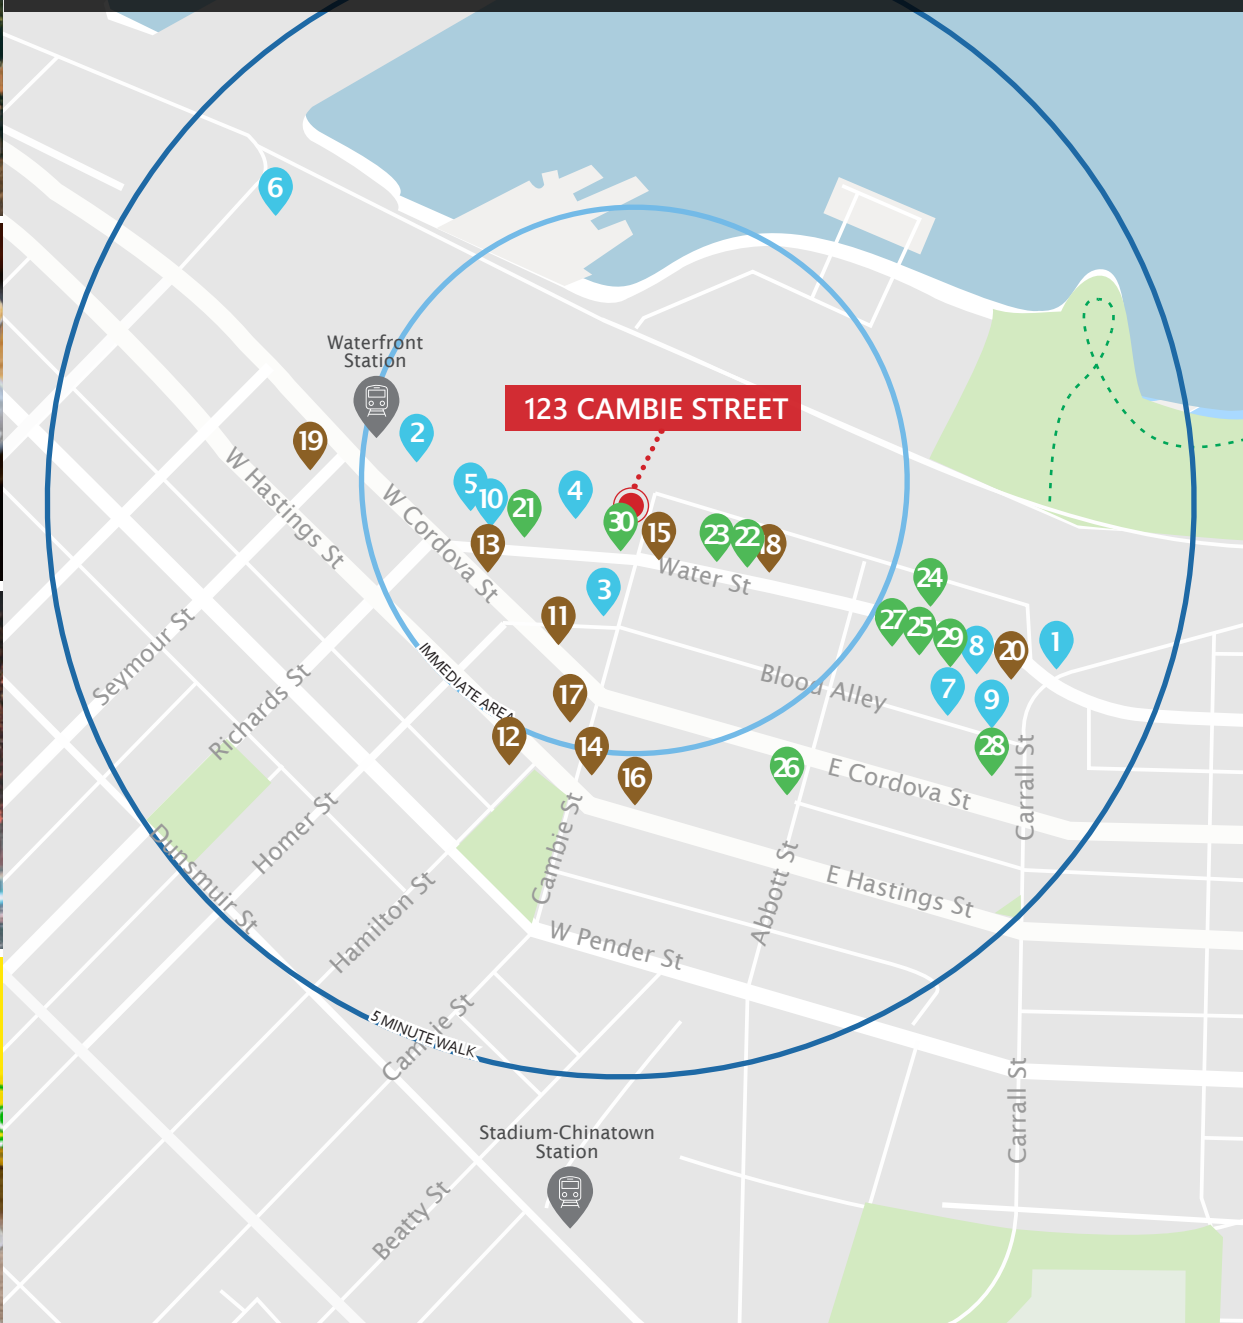 6
Waterfront
Station
123 CAMBIE STREET
2
19
5
10
4
21
30
15
23
22
18
13
W Hastings St
W Cordova St
Water St
3
24
11
27
25
29
8
20
1
Seymour St
IMMEDIATE AREA
Blood Alley
7
9
17
Richards St
12
14
16
28
26
E Cordova St
Carrall St
Dunsmuir St
Homer St
Cambie St
Abbott St
E Hastings St
Hamilton St
W Pender St
5 MINUTE WALK
Cambie St
Carrall St
Stadium-Chinatown
Station
Beatty St